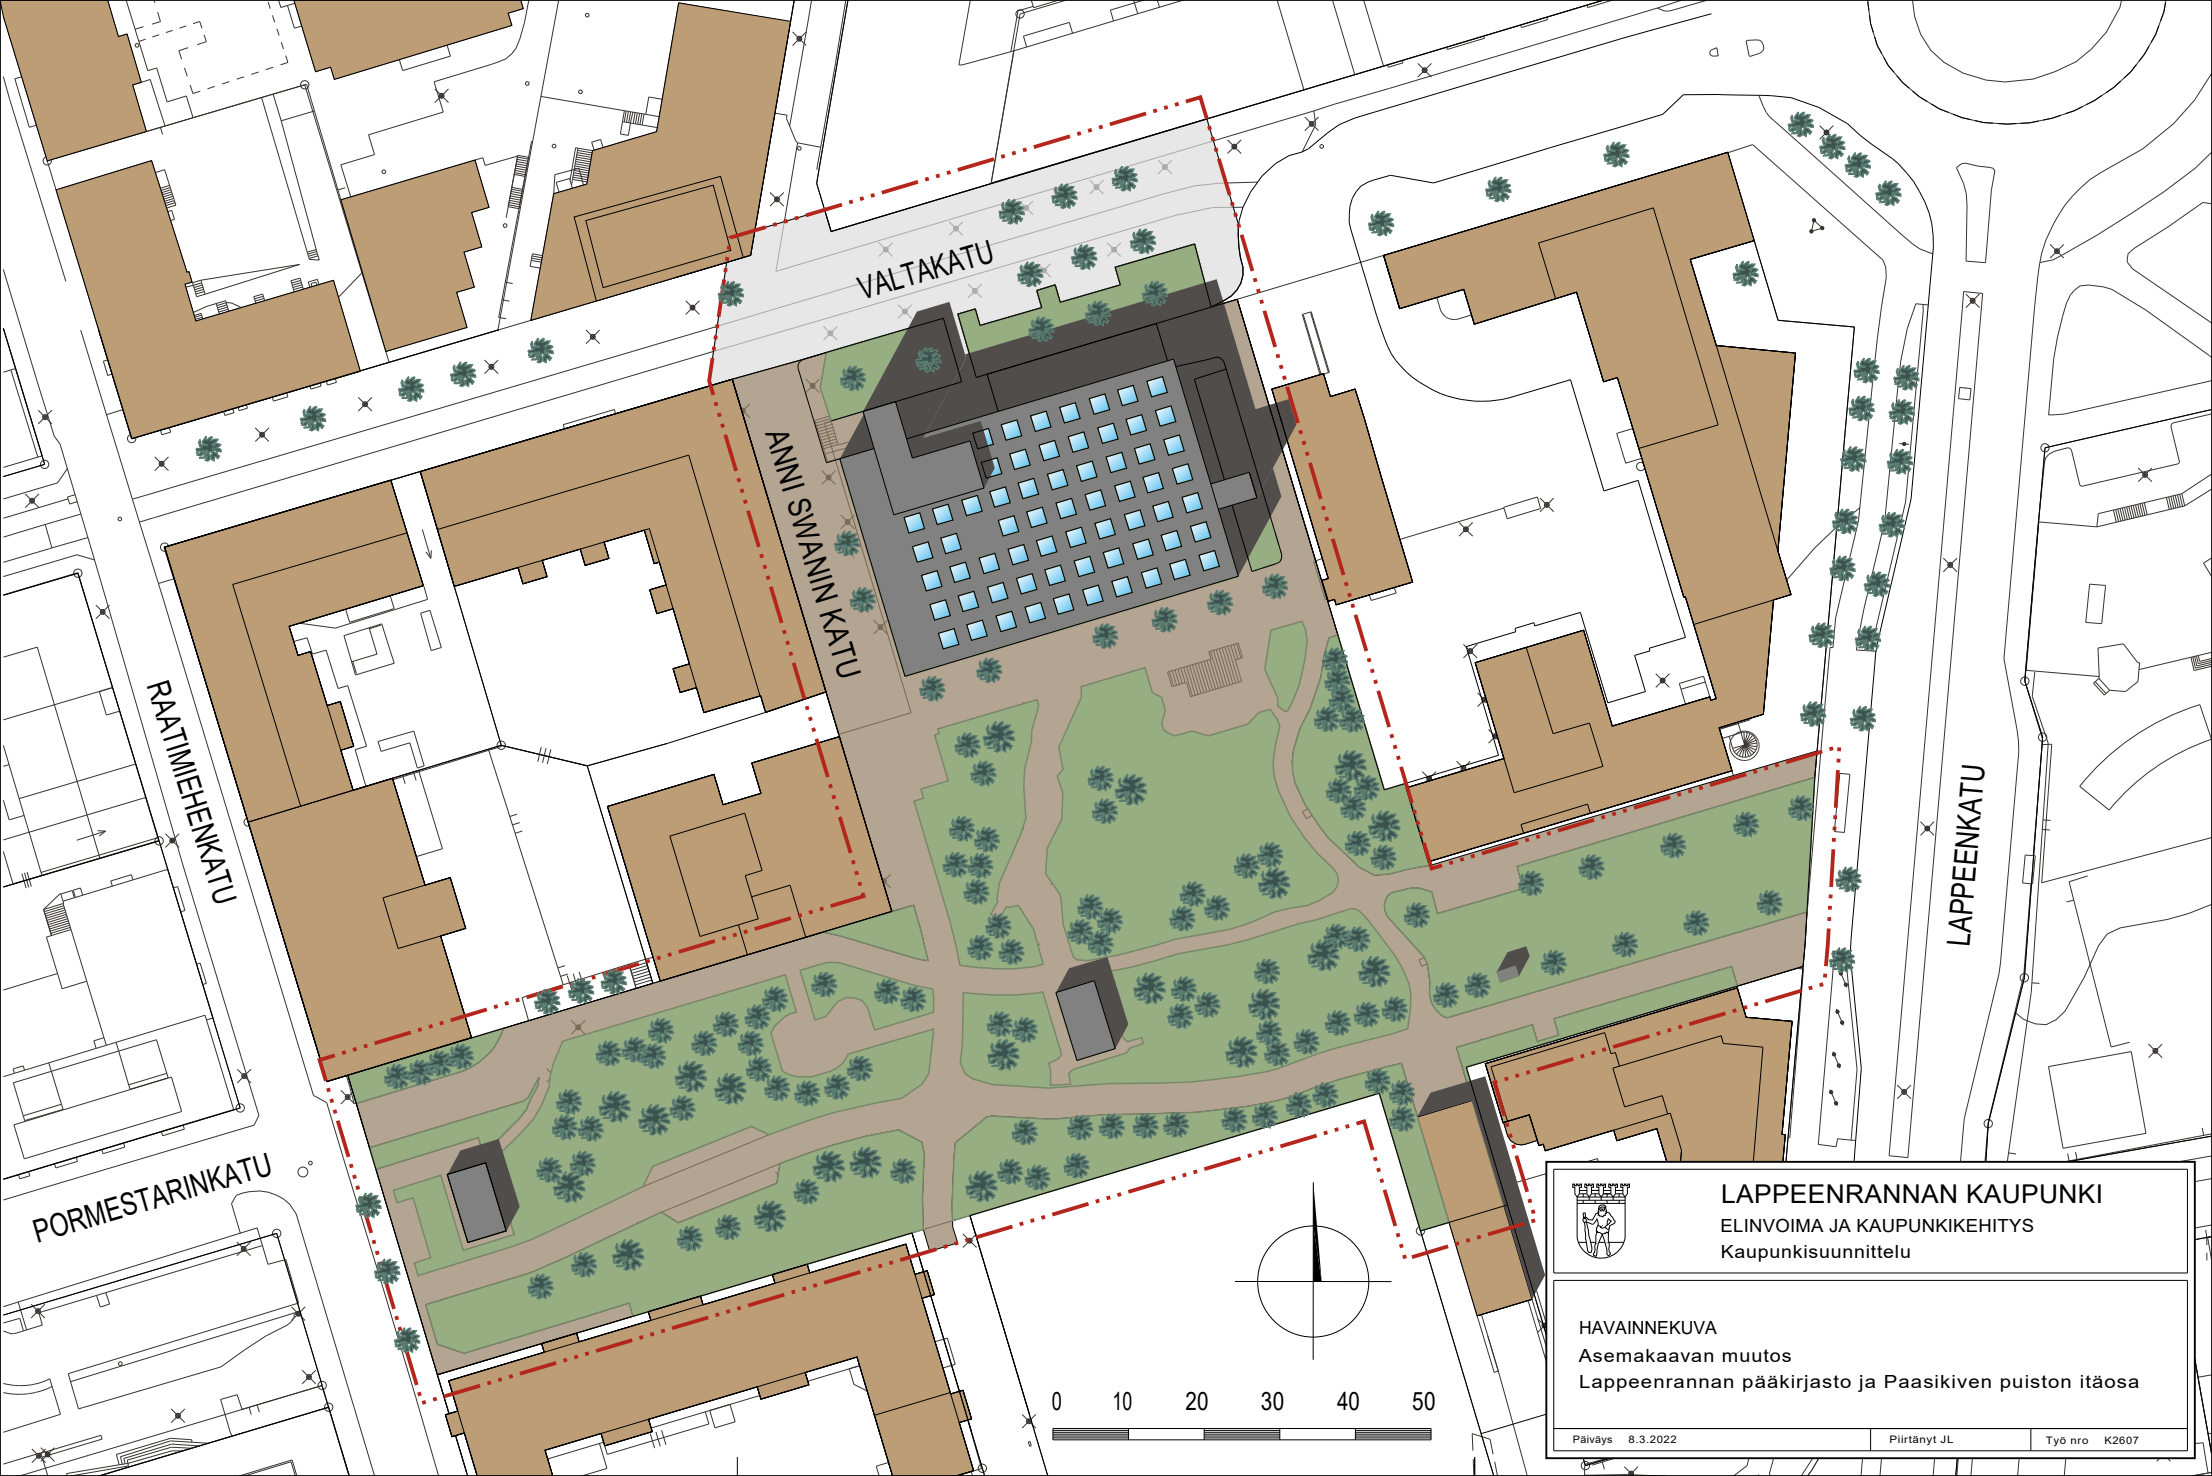 VALTAKATU
ANNI SWANIN KATU
RAATIMIEHENKATU
LAPPEENKATU
PORMESTARINKATU
0 10 20 30 40 50
LAPPEENRANNAN KAUPUNKI
ELINVOIMA JA KAUPUNKIKEHITYS
Kaupunkisuunnittelu
HAVAINNEKUVA
Asemakaavan muutos
Lappeenrannan pääkirjasto ja Paasikiven puiston itäosa
Päiväys 8.3.2022 Piirtänyt JL Työ nro K2607